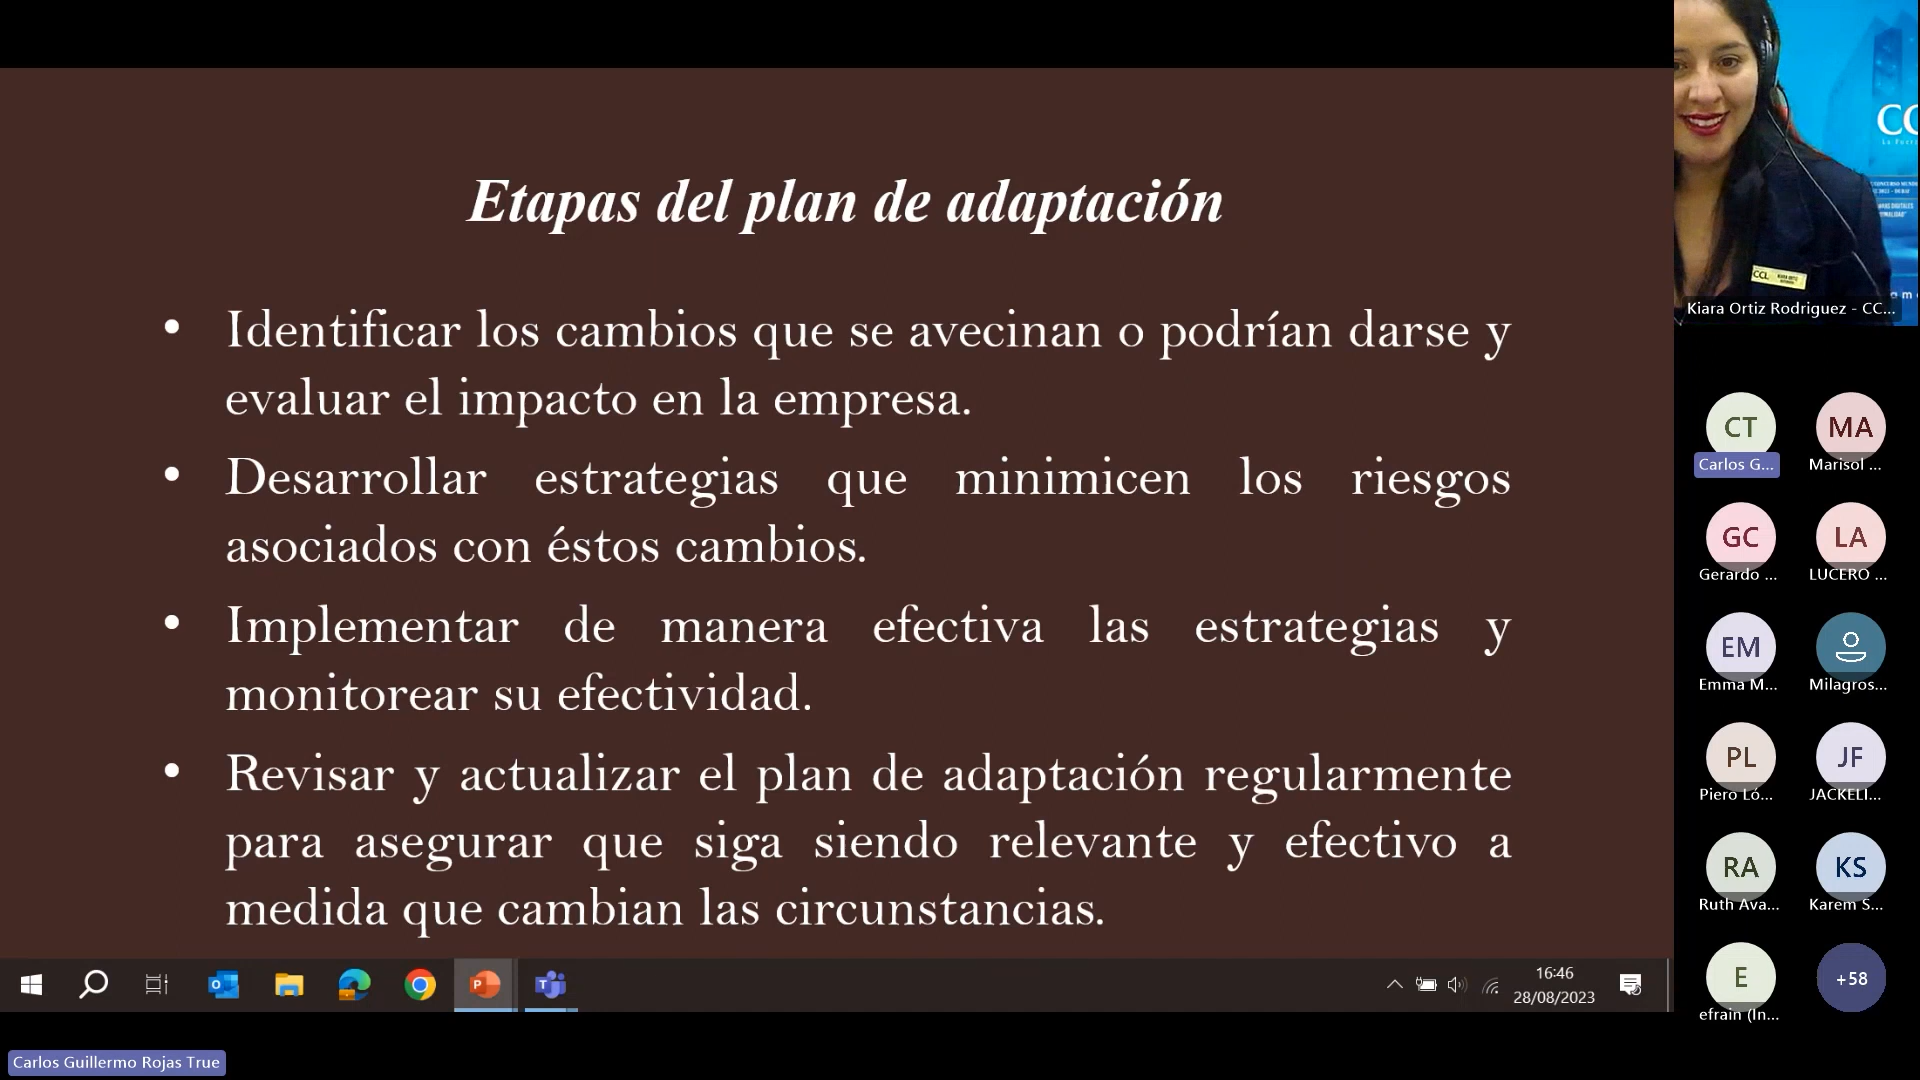 Etapas del plan de adaptación
• Identificar los cambios que se avecinan o podrían darse y
evaluar el impacto en la empresa.
• Desarrollar estrategias que minimicen los riesgos
asociados con éstos cambios.
• Implementar de manera efectiva las estrategias y
monitorear su efectividad.
• Revisar y actualizar el plan de adaptación regularmente
para asegurar que siga siendo relevante y efectivo a
medida que cambian las circunstancias.
16:46
28/08/2023
Carlos Guillermo Rojas True
CC
CCL
Kiara Ortiz Rodriguez - CC...
CT MA
Carlos G... Marisol ...
GC LA
Gerardo ... LUCERO ...
EM
Emma M... Milagros...
PL JF
Piero Ló... JACKELI...
RA KS
Ruth Ava... Karem S...
E +58
efrain (In...